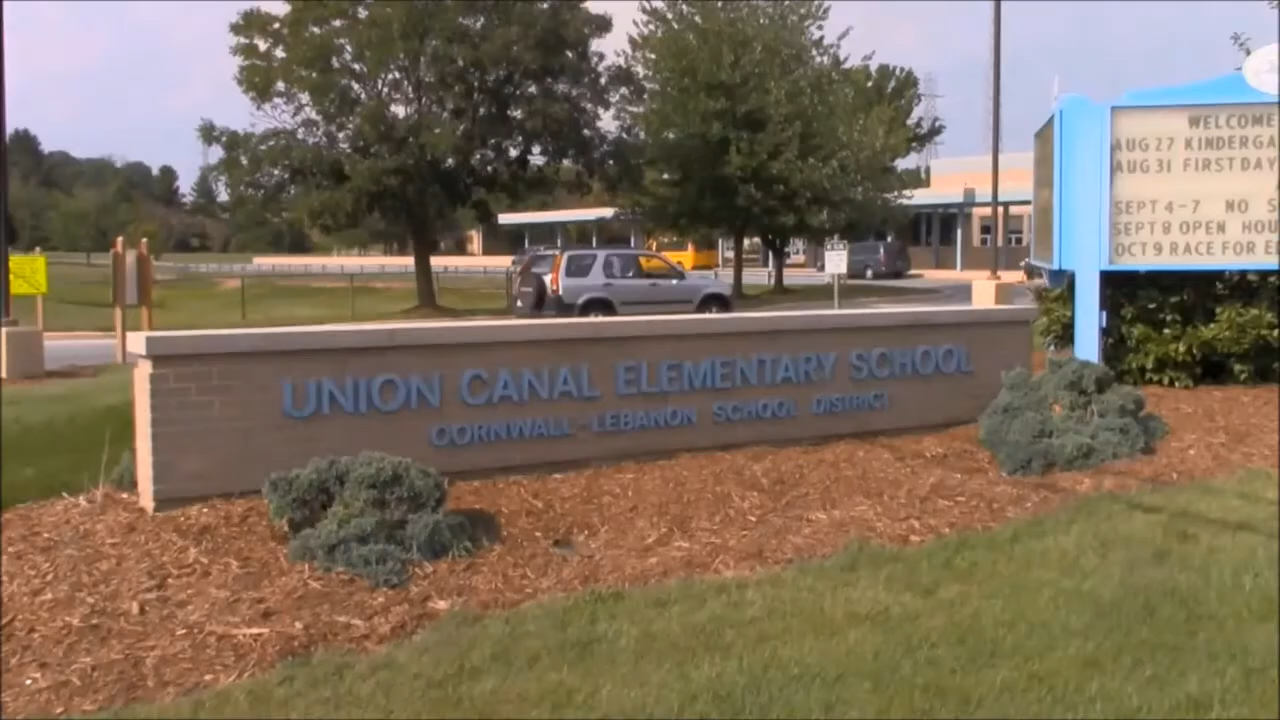 UNION CANAL ELEMENTARY SCHOOL
CORNWALL-LEBANON SCHOOL DISTRICT
WELCOME
AUG 27 KINDERGA
AUG 31 FIRST DAY
SEPT 4-7 NO S
SEPT 8 OPEN HOU
OCT 9 RACE FOR E